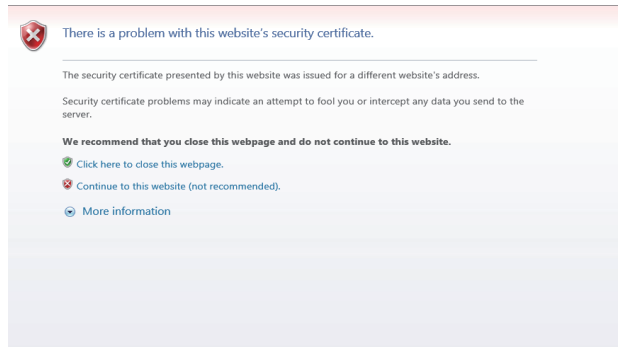 There is a problem with this website's security certificate.
The security certificate presented by this website was issued for a different website's address.
Security certificate problems may indicate an attempt to fool you or intercept any data you send to the
server.
We recommend that you close this webpage and do not continue to this website.
Click here to close this webpage.
Continue to this website (not recommended).
More information